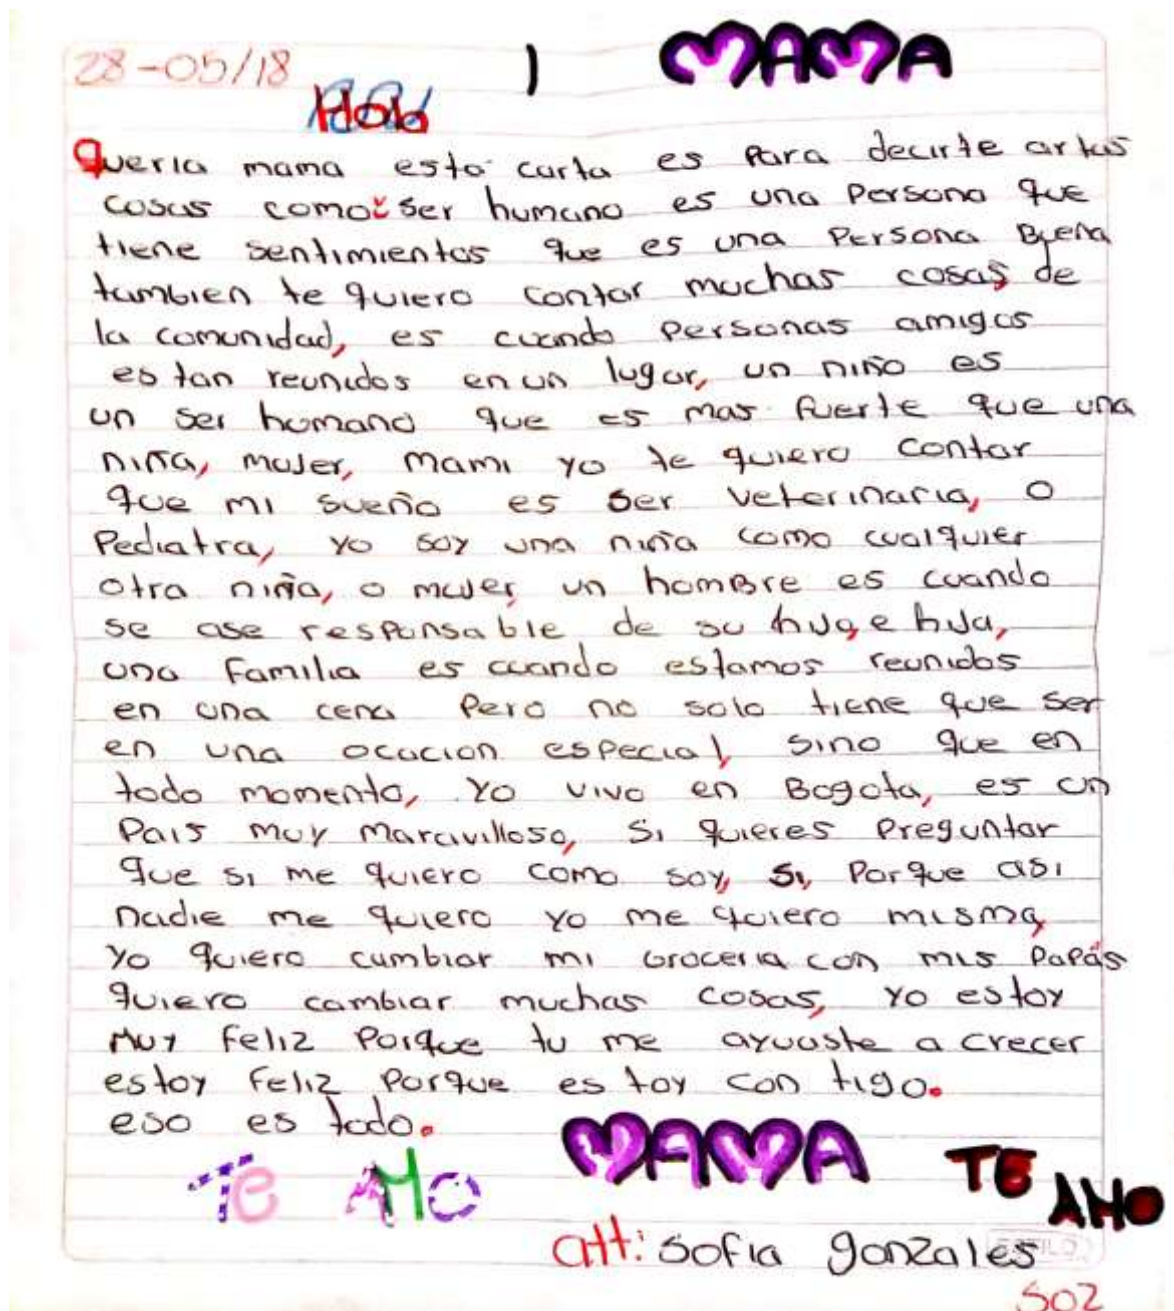 28-05/18 1 MAMA
Hola
Queria mama esta carta es Para decirte artas
cosas como ser humano es una Persona que
tiene sentimientos que es una Persona Buena
tambien te quiero contar muchas cosas de
la comunidad, es cuando Personas amigos
es tan reunidos en un lugar, un niño es
un ser humano que es mas fuerte que una
niña, mujer, mami yo te quiero contar
que mi sueño es ser veterinaria, o
Pediatra, yo soy una niña como cualquier
otra niña, o mujer, un homBre es cuando
se ase responsable de su hijo, e hija,
una Familia es cuando estamos reunidos
en una cena Pero no solo tiene que ser
en una ocacion especial, sino que en
todo momento, Yo vivo en Bogota, es un
Pais muy maravilloso, Si quieres Preguntar
que si me quiero como soy, si, Porque asi
nadie me quiero yo me quiero misma,
yo quiero cambiar mi Groceria con mis Papás
quiero cambiar muchas cosas, yo estoy
muy Feliz Porque tu me ayuaste a crecer
estoy Feliz Porque es toy con tigo.
eso es todo.
Te AMO MAMA TE AMO
att: Sofia gonzales
502